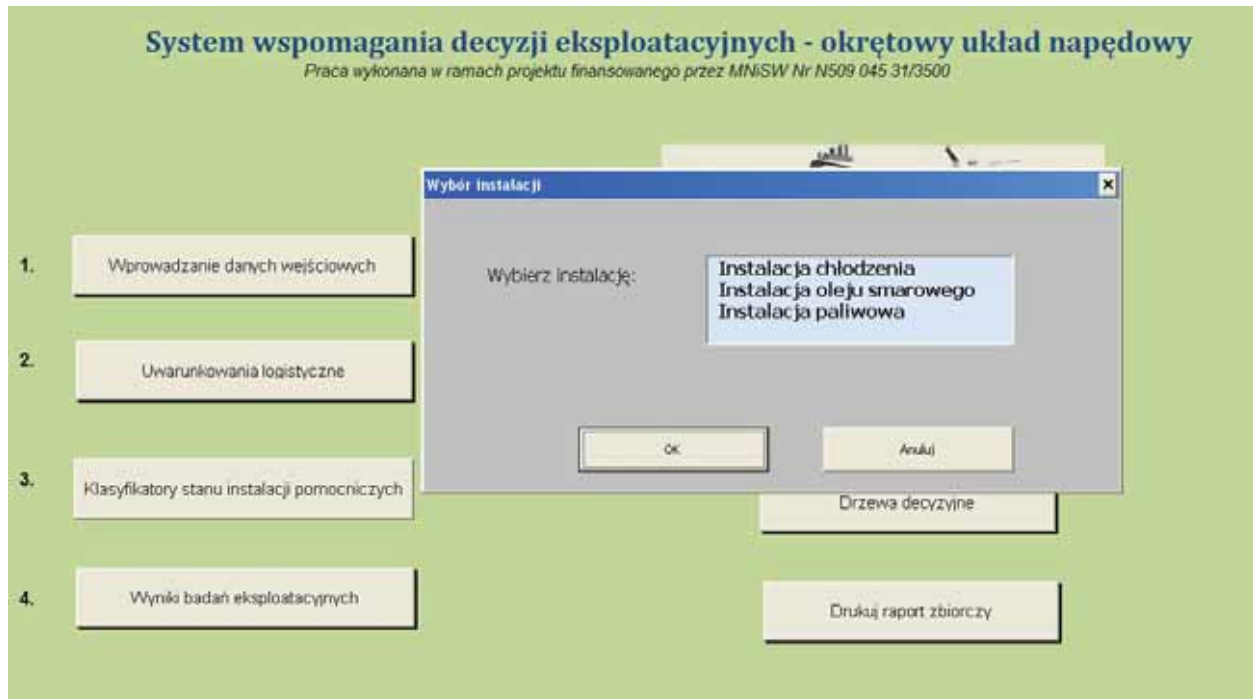 System wspomagania decyzji eksploatacyjnych - okrętowy układ napędowy
Praca wykonana w ramach projektu finansowanego przez MNiSW Nr N509 045 31/3500
Wybór instalacji
1. Wprowadzanie danych wejściowych
Wybierz instalację:
Instalacja chłodzenia
Instalacja oleju smarowego
Instalacja paliwowa
2. Uwarunkowania logistyczne
OK
Anuluj
3. Klasyfikatory stanu instalacji pomocniczych
Drzewa decyzyjne
4. Wyniki badań eksploatacyjnych
Drukuj raport zbiorczy